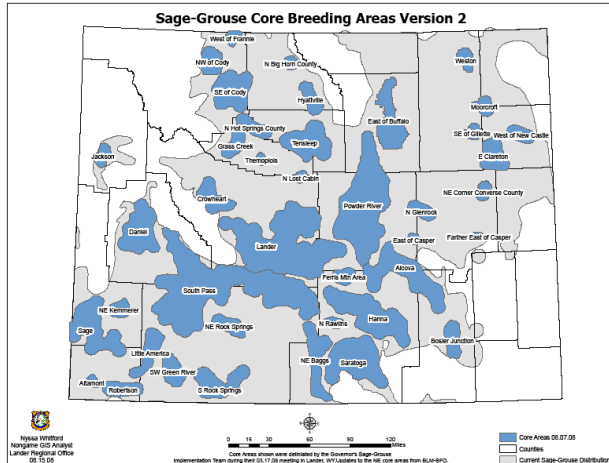 Sage-Grouse Core Breeding Areas Version 2
West of Frannie
NW of Cody
N Big Horn County
Weston
SE of Cody
Hyattville
Moorcroft
East of Buffalo
N Hot Springs County
SE of Gillette
West of New Castle
Grass Creek
Tensleep
Jackson
Themopolis
E Clareton
N Lost Cabin
Crowheart
NE Corner Converse County
Powder River
N Glenrock
Daniel
Lander
East of Casper
Farther East of Casper
Ferris Mtn Area
Alcova
South Pass
NE Kemmerer
Sage
NE Rock Springs
N Rawlins
Hanna
Bosler Junction
Little America
NE Baggs
Saratoga
SW Green River
Altamont
Robertson
S Rock Springs
Nyssa Whitford
Nongame GIS Analyst
Lander Regional Office
08.15.08
0 15 30 60 90 120
Miles
Core Areas shown were delinlated by the Governor's Sage-Grouse
Implementation Team during their 03.17.08 meeting in Lander, WY.Updates to the NE core areas from BLM-BFO.
Core Areas 08.07.08
Counties
Current Sage-Grouse Distribution